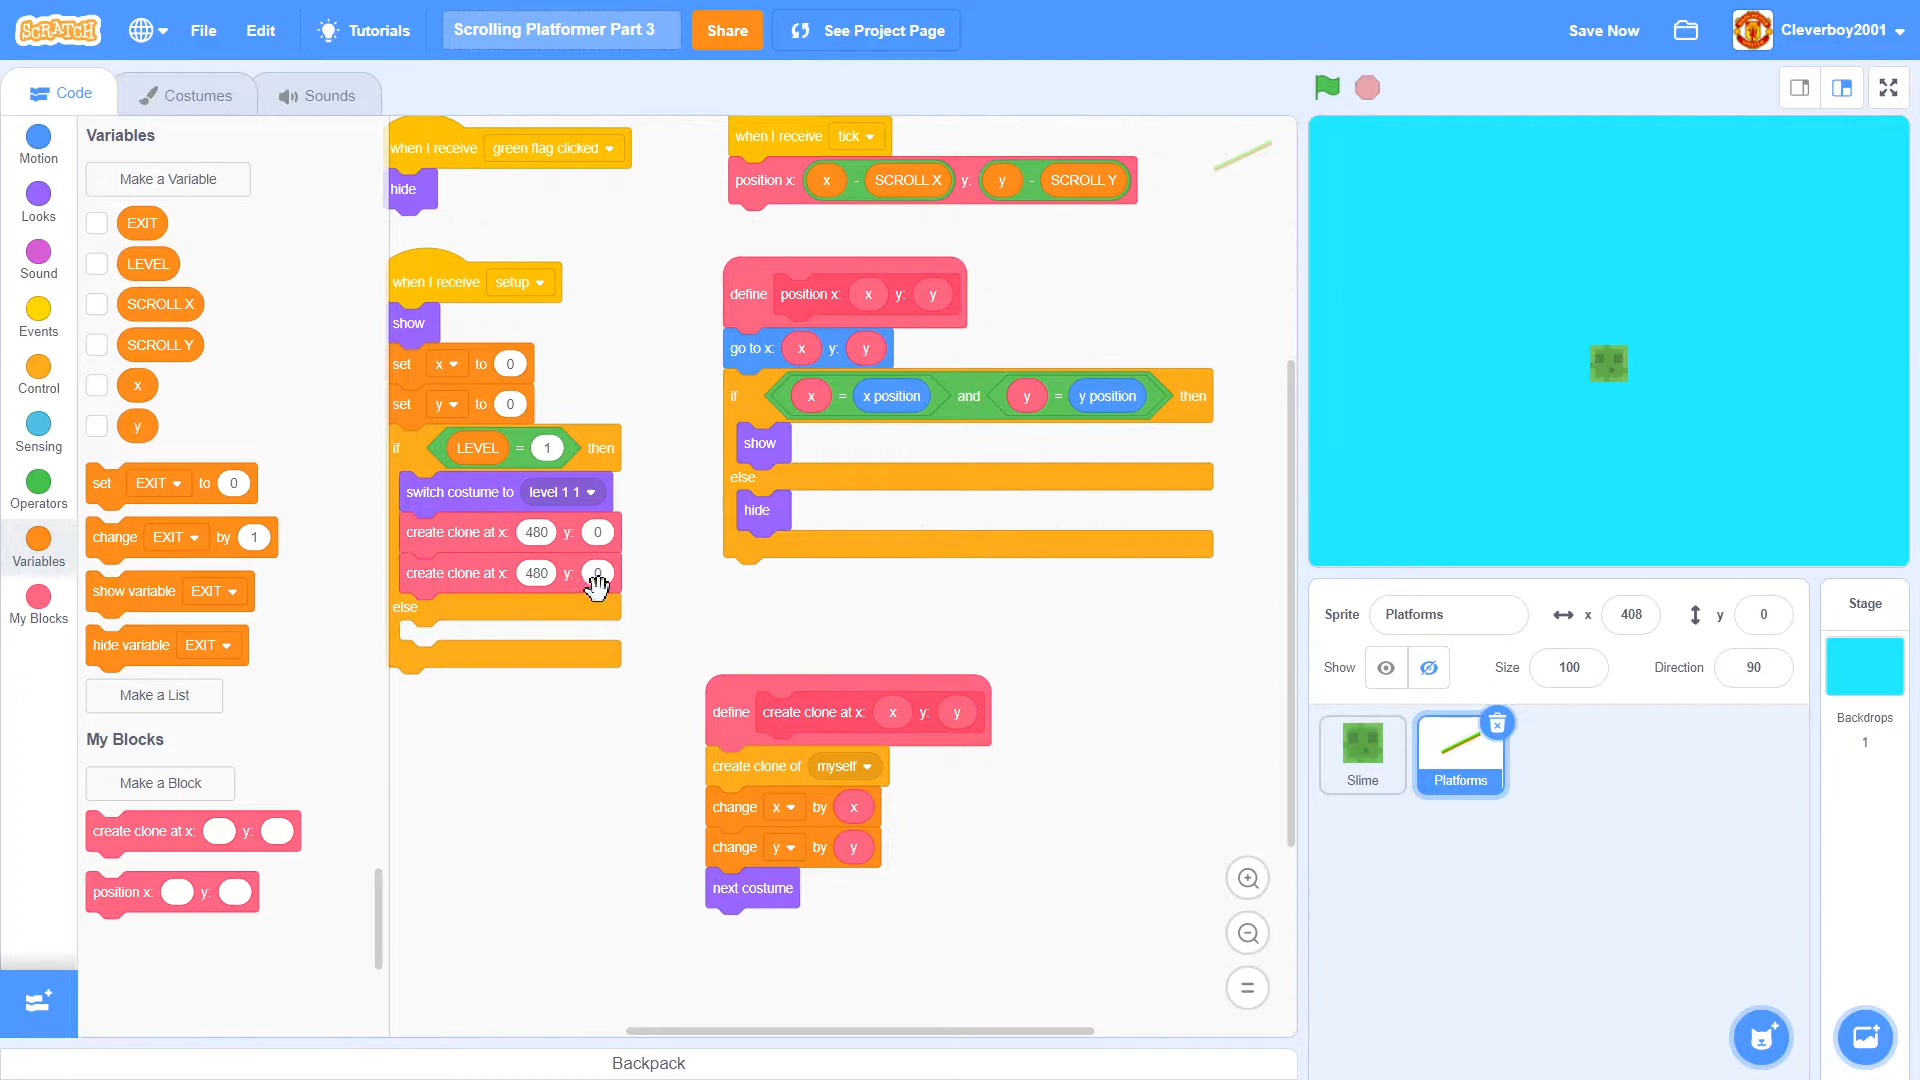 SCRATCH
File
Edit
Tutorials
Scrolling Platformer Part 3
Share
See Project Page
Save Now
Cleverboy2001
Code
Costumes
Sounds
Motion
Looks
Sound
Events
Control
Sensing
Operators
Variables
My Blocks
Variables
Make a Variable
EXIT
LEVEL
SCROLL X
SCROLL Y
x
y
set EXIT to 0
change EXIT by 1
show variable EXIT
hide variable EXIT
Make a List
My Blocks
Make a Block
create clone at x: y:
position x: y:
when I receive green flag clicked
hide
when I receive setup
show
set x to 0
set y to 0
if LEVEL = 1 then
switch costume to level 1 1
create clone at x: 480 y: 0
create clone at x: 480 y: 0
else
when I receive tick
position x: x - SCROLL X y: y - SCROLL Y
define position x: x y: y
go to x: x y: y
if x = x position and y = y position then
show
else
hide
define create clone at x: x y: y
create clone of myself
change x by x
change y by y
next costume
Backpack
Sprite Platforms x 408 y 0
Show Size 100 Direction 90
Slime
Platforms
Stage
Backdrops
1